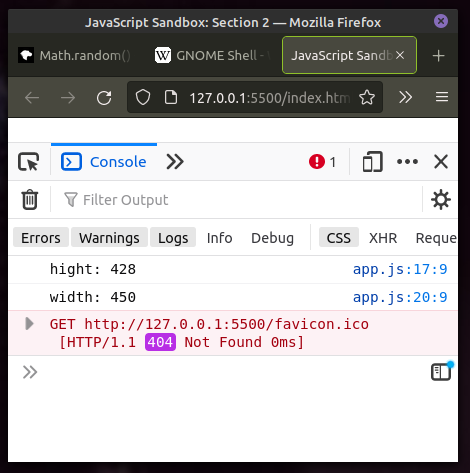 JavaScript Sandbox: Section 2 — Mozilla Firefox
Math.random() GNOME Shell - JavaScript Sandb
127.0.0.1:5500/index.htm
Console 1
Filter Output
Errors Warnings Logs Info Debug CSS XHR Reque
hight: 428 app.js:17:9
width: 450 app.js:20:9
GET http://127.0.0.1:5500/favicon.ico
[HTTP/1.1 404 Not Found 0ms]